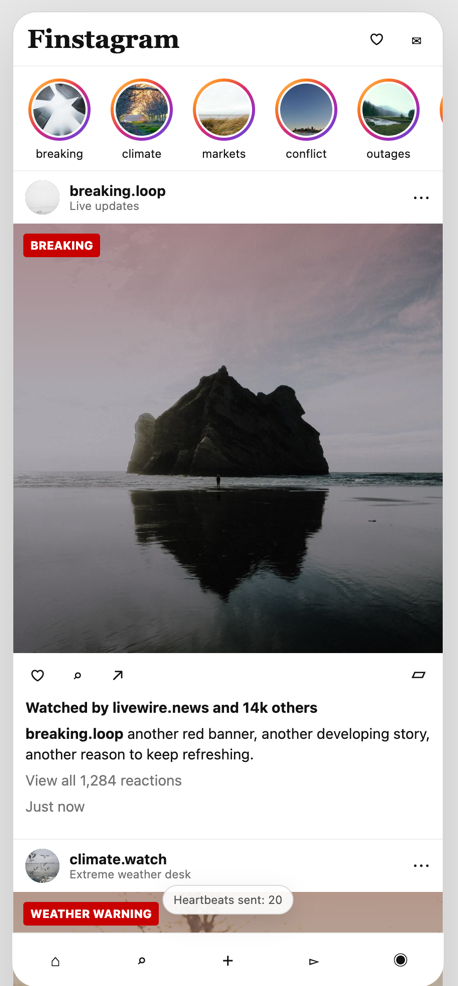 Finstagram
breaking
climate
markets
conflict
outages
breaking.loop
Live updates
BREAKING
Watched by livewire.news and 14k others
breaking.loop another red banner, another developing story,
another reason to keep refreshing.
View all 1,284 reactions
Just now
climate.watch
Extreme weather desk
Heartbeats sent: 20
WEATHER WARNING